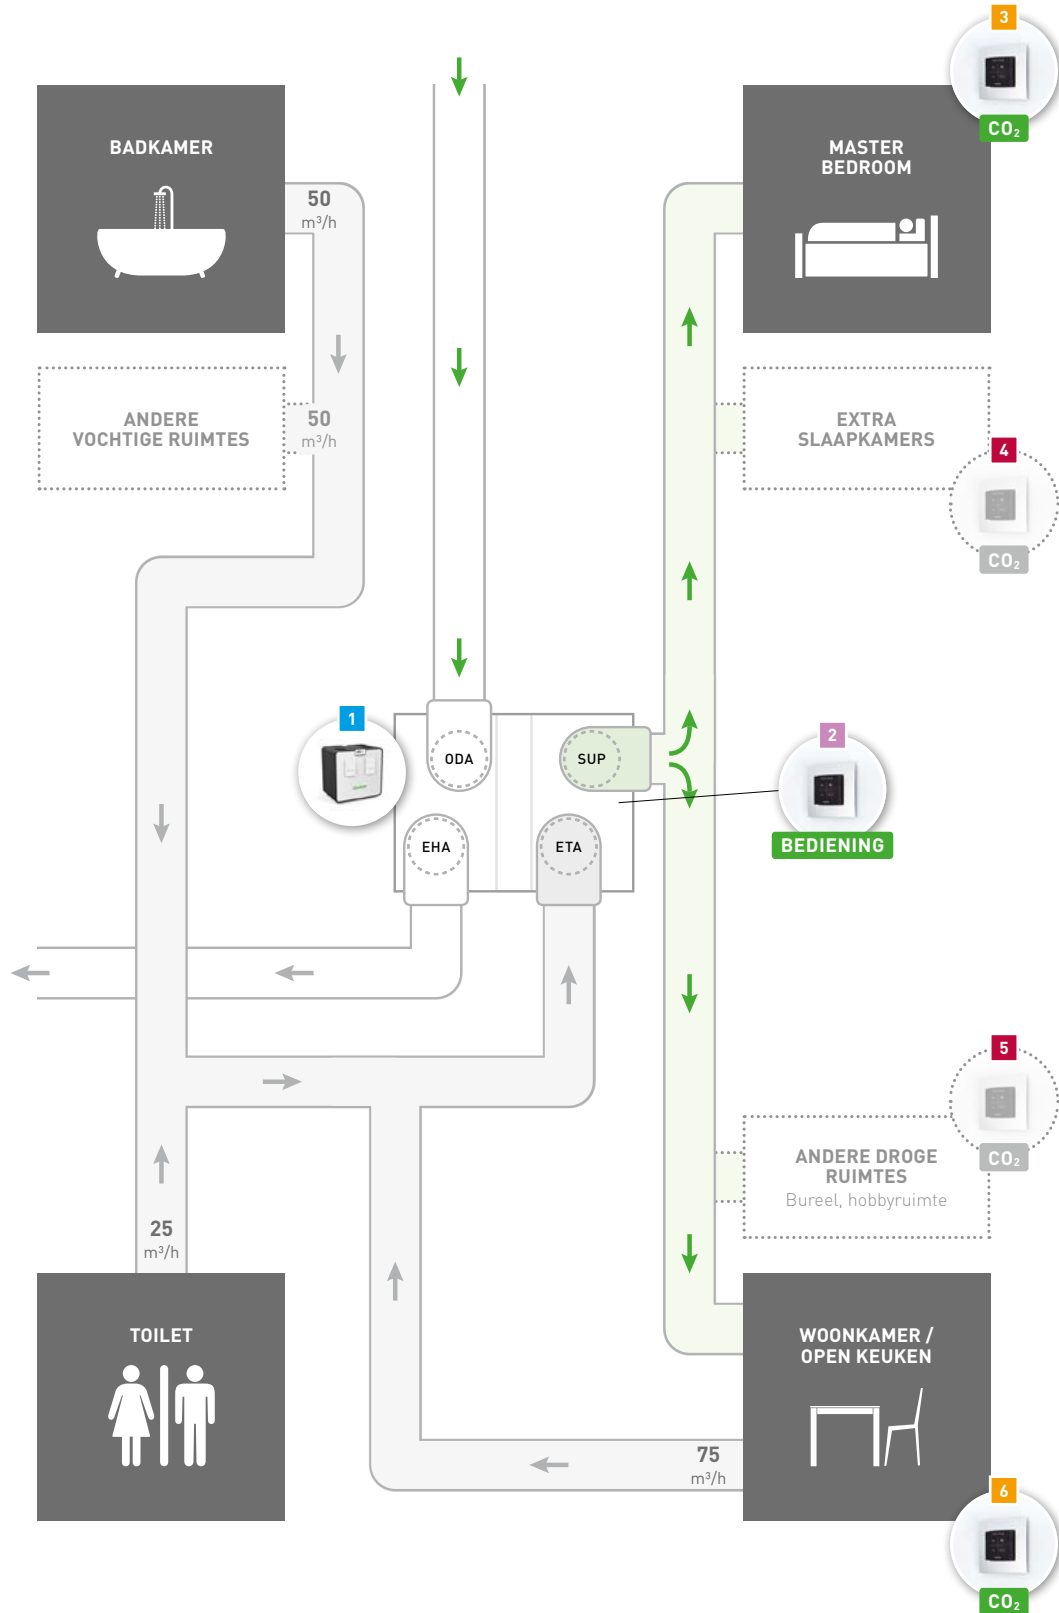 3
CO₂
BADKAMER
MASTER
BEDROOM
50
m³/h
ANDERE
VOCHTIGE RUIMTES
50
m³/h
EXTRA
SLAAPKAMERS
4
CO₂
1
2
ODA
SUP
EHA
ETA
BEDIENING
5
CO₂
ANDERE DROGE
RUIMTES
Bureel, hobbyruimte
25
m³/h
TOILET
WOONKAMER /
OPEN KEUKEN
75
m³/h
6
CO₂